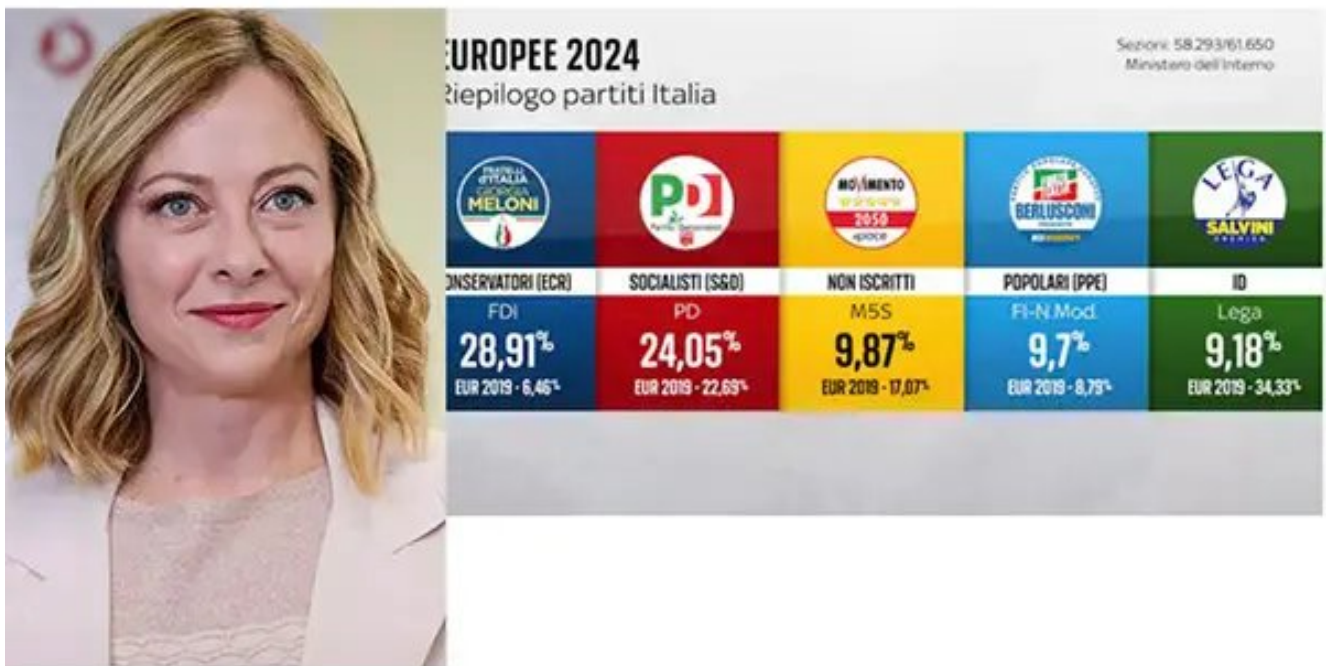 EUROPEE 2024
Riepilogo partiti Italia
Sezioni: 58.293/61.650
Ministero dell'Interno
FRATELLI
d'ITALIA
GIORGIA
MELONI
PD
Partito Democratico
MOVIMENTO
2050
pace
BERLUSCONI
LEGA
SALVINI
PREMIER
ONSERVATORI (ECR)
SOCIALISTI (S&D)
NON ISCRITTI
POPOLARI (PPE)
ID
FDI
PD
M5S
FI-N.Mod.
Lega
28,91%
24,05%
9,87%
9,7%
9,18%
EUR 2019 - 6,46%
EUR 2019 - 22,69%
EUR 2019 - 17,07%
EUR 2019 - 8,79%
EUR 2019 - 34,33%